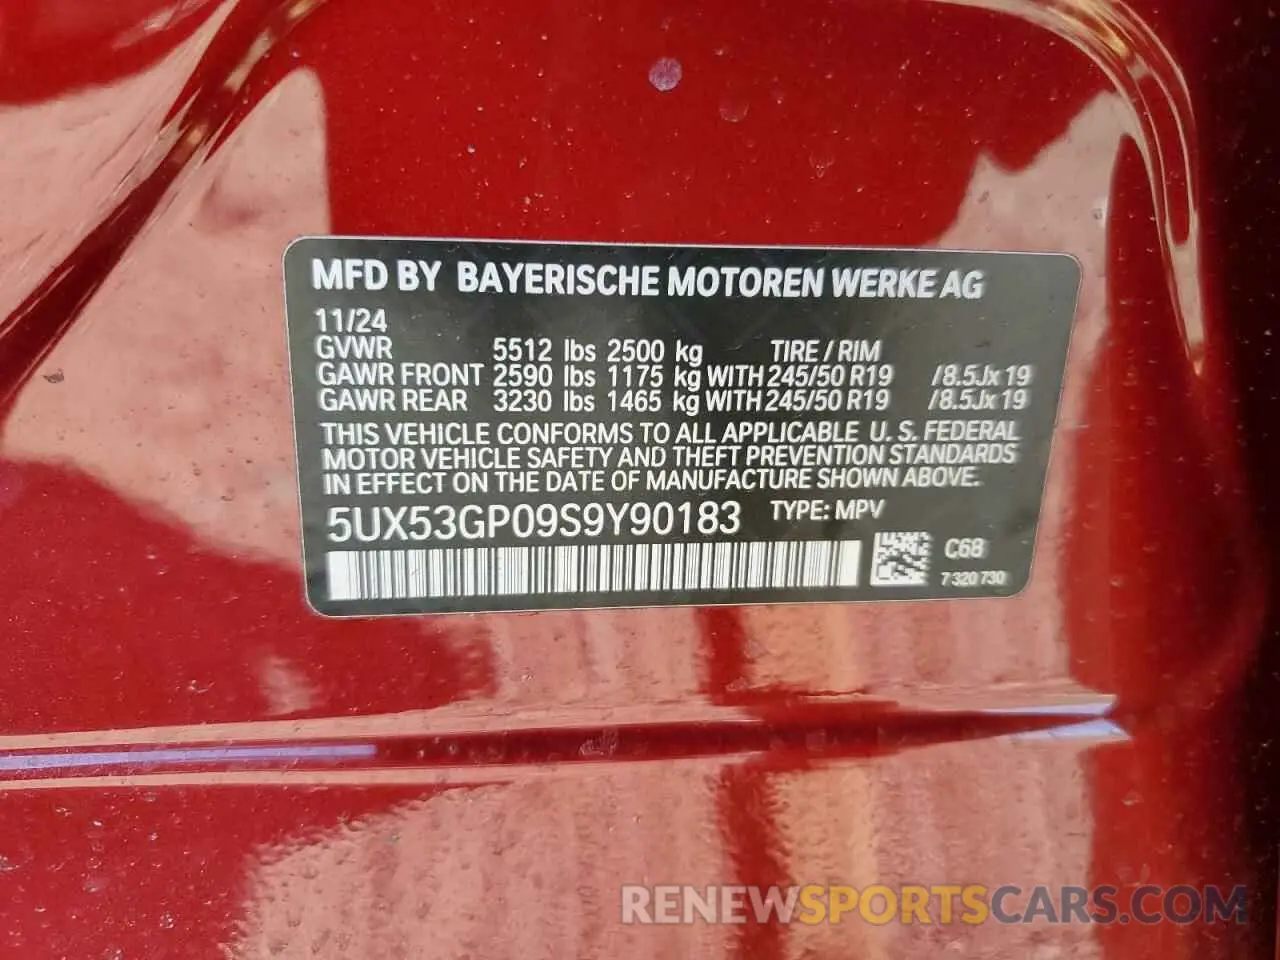 MFD BY BAYERISCHE MOTOREN WERKE AG
11/24
GVWR 5512 lbs 2500 kg TIRE / RIM
GAWR FRONT 2590 lbs 1175 kg WITH 245/50 R19 /8.5Jx19
GAWR REAR 3230 lbs 1465 kg WITH 245/50 R19 /8.5Jx19
THIS VEHICLE CONFORMS TO ALL APPLICABLE U. S. FEDERAL
MOTOR VEHICLE SAFETY AND THEFT PREVENTION STANDARDS
IN EFFECT ON THE DATE OF MANUFACTURE SHOWN ABOVE.
5UX53GP09S9Y90183 TYPE: MPV
C68
7 320 730
RENEWSPORTSCARS.COM